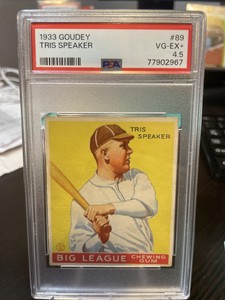 1933 GOUDEY #89
TRIS SPEAKER VG-EX+
4.5
PSA 77902967
TRIS
SPEAKER
BIG LEAGUE CHEWING
GUM